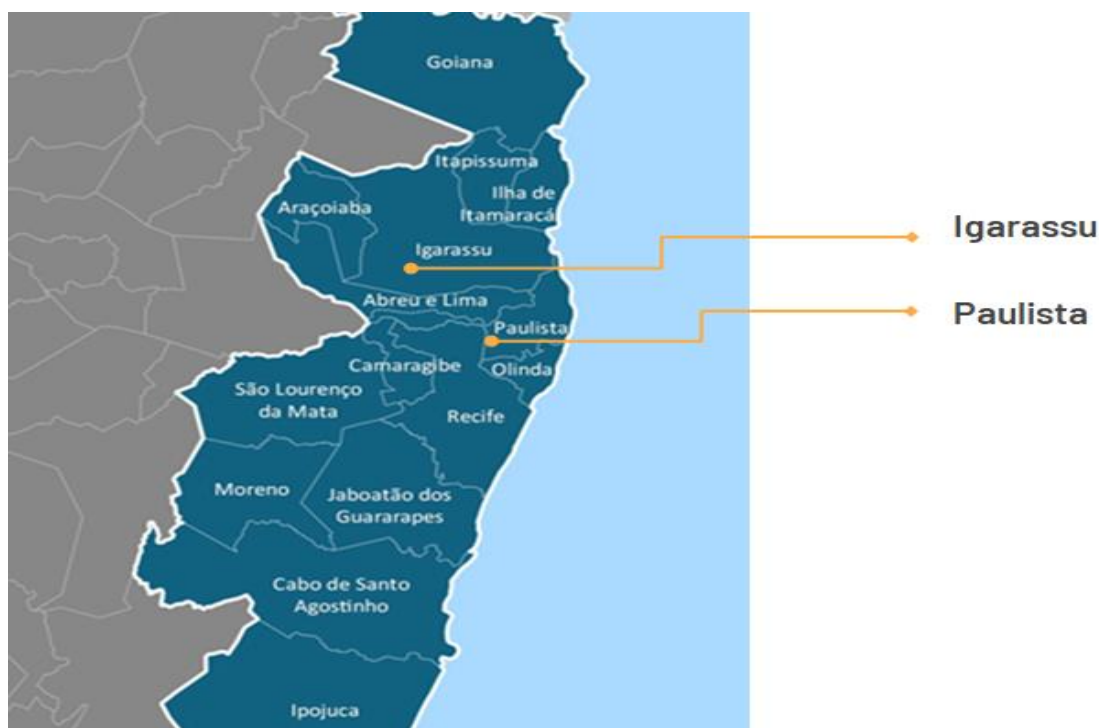 Goiana
Itapissuma
Ilha de
Itamaracá
Araçoiaba
Igarassu
Igarassu
Abreu e Lima
Paulista
Paulista
Camaragibe
Olinda
São Lourenço
da Mata
Recife
Moreno
Jaboatão dos
Guararapes
Cabo de Santo
Agostinho
Ipojuca